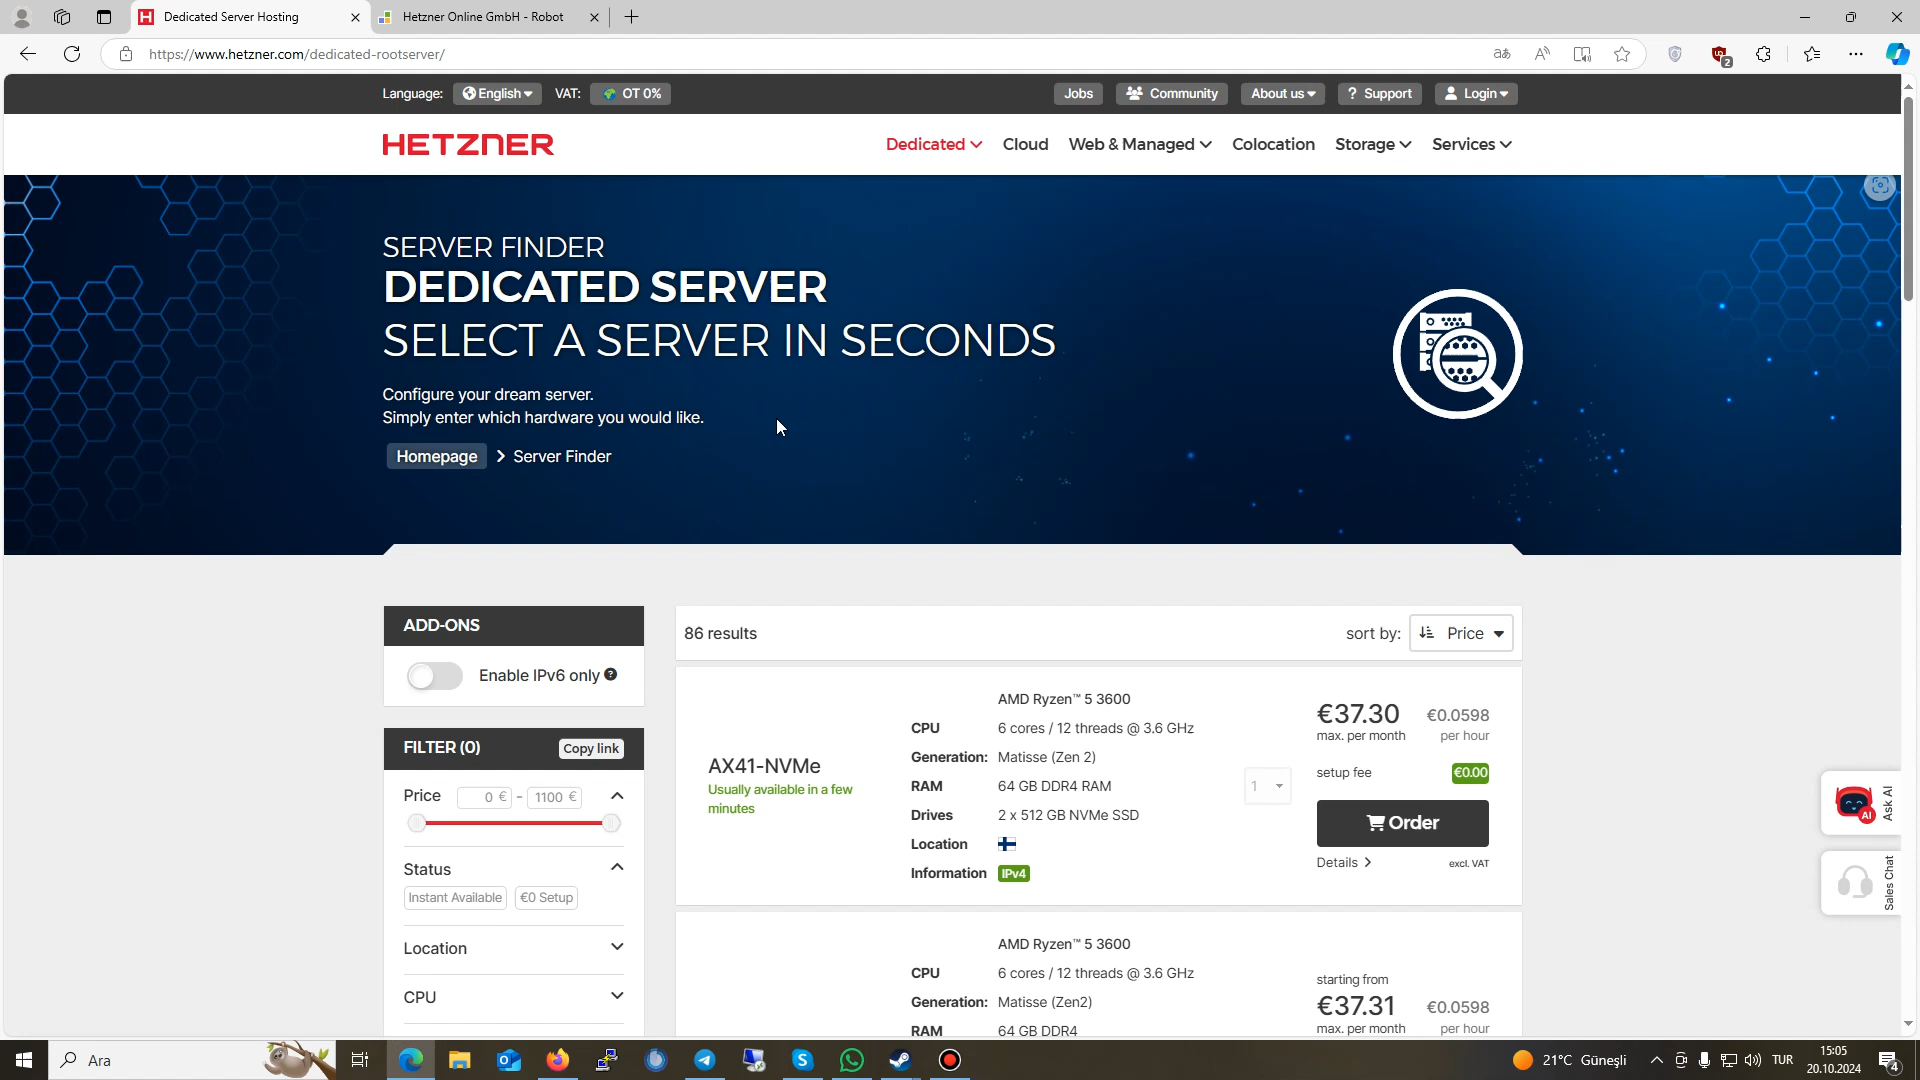 Dedicated Server Hosting
Hetzner Online GmbH - Robot
https://www.hetzner.com/dedicated-rootserver/
Language:
English
VAT:
OT 0%
Jobs
Community
About us
? Support
Login
HETZNER
Dedicated
Cloud
Web & Managed
Colocation
Storage
Services
SERVER FINDER
DEDICATED SERVER
SELECT A SERVER IN SECONDS
Configure your dream server.
Simply enter which hardware you would like.
Homepage
Server Finder
ADD-ONS
Enable IPv6 only ?
FILTER (0)
Copy link
Price
0 €
-
1100 €
Status
Instant Available
€0 Setup
Location
CPU
86 results
sort by:
Price
AX41-NVMe
Usually available in a few
minutes
AMD Ryzen™ 5 3600
CPU
6 cores / 12 threads @ 3.6 GHz
Generation:
Matisse (Zen 2)
RAM
64 GB DDR4 RAM
Drives
2 x 512 GB NVMe SSD
Location
Information
IPv4
1
€37.30
max. per month
€0.0598
per hour
setup fee
€0.00
Order
Details
excl. VAT
AMD Ryzen™ 5 3600
CPU
6 cores / 12 threads @ 3.6 GHz
Generation:
Matisse (Zen2)
RAM
64 GB DDR4
starting from
€37.31
max. per month
€0.0598
per hour
AI
Ask AI
Sales Chat
Ara
21°C Güneşli
TUR
15:05
20.10.2024
4
2